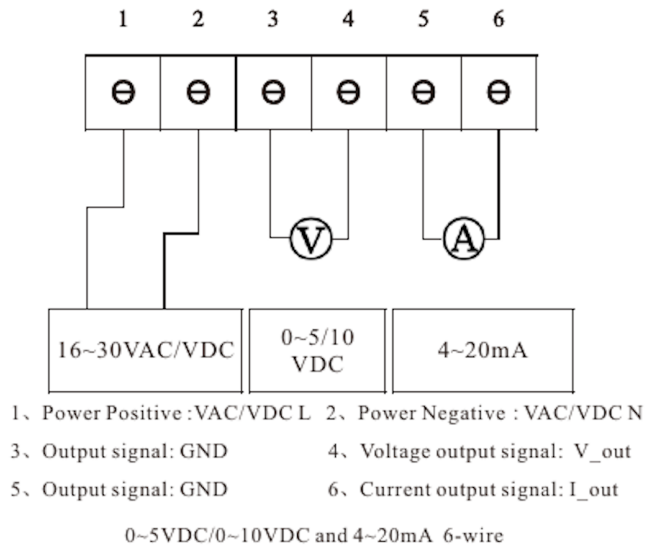 1 2 3 4 5 6
V A
16~30VAC/VDC
0~5/10
VDC
4~20mA
1、Power Positive :VAC/VDC L 2、Power Negative : VAC/VDC N
3、Output signal: GND 4、Voltage output signal: V_out
5、Output signal: GND 6、Current output signal: I_out
0~5VDC/0~10VDC and 4~20mA 6-wire